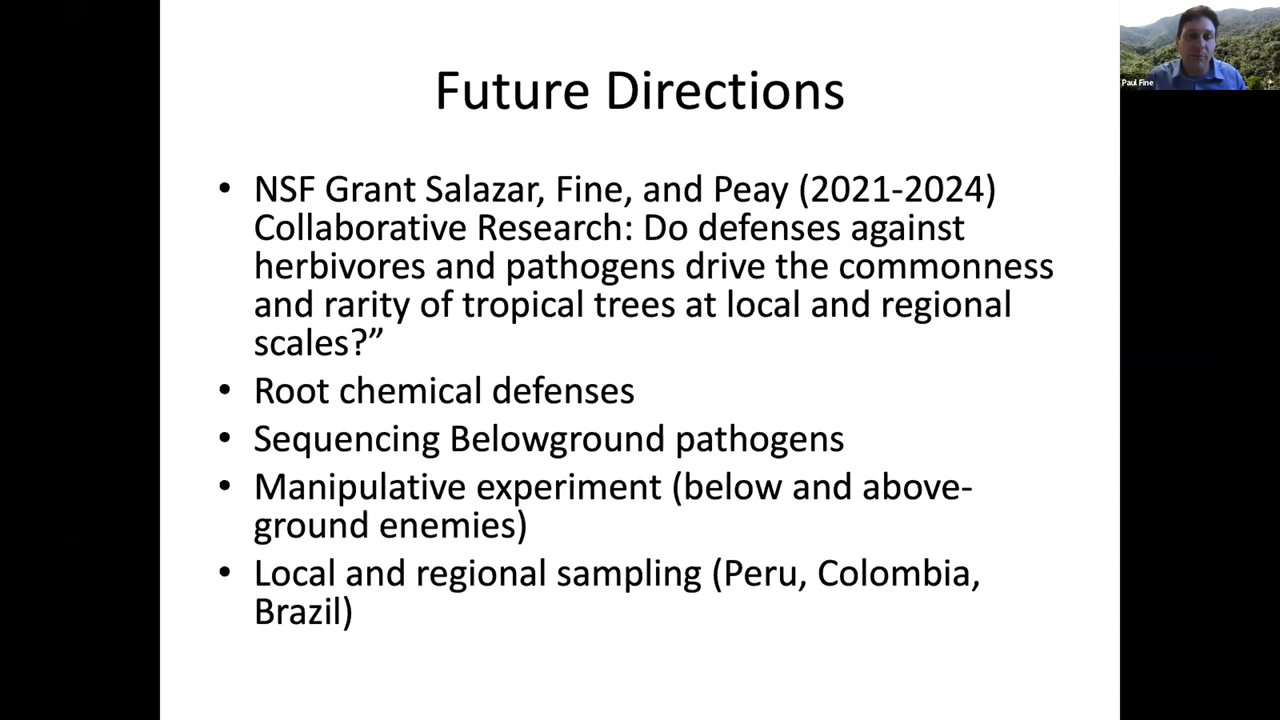 Future Directions
• NSF Grant Salazar, Fine, and Peay (2021-2024)
Collaborative Research: Do defenses against
herbivores and pathogens drive the commonness
and rarity of tropical trees at local and regional
scales?”
• Root chemical defenses
• Sequencing Belowground pathogens
• Manipulative experiment (below and above-
ground enemies)
• Local and regional sampling (Peru, Colombia,
Brazil)
Paul Fine